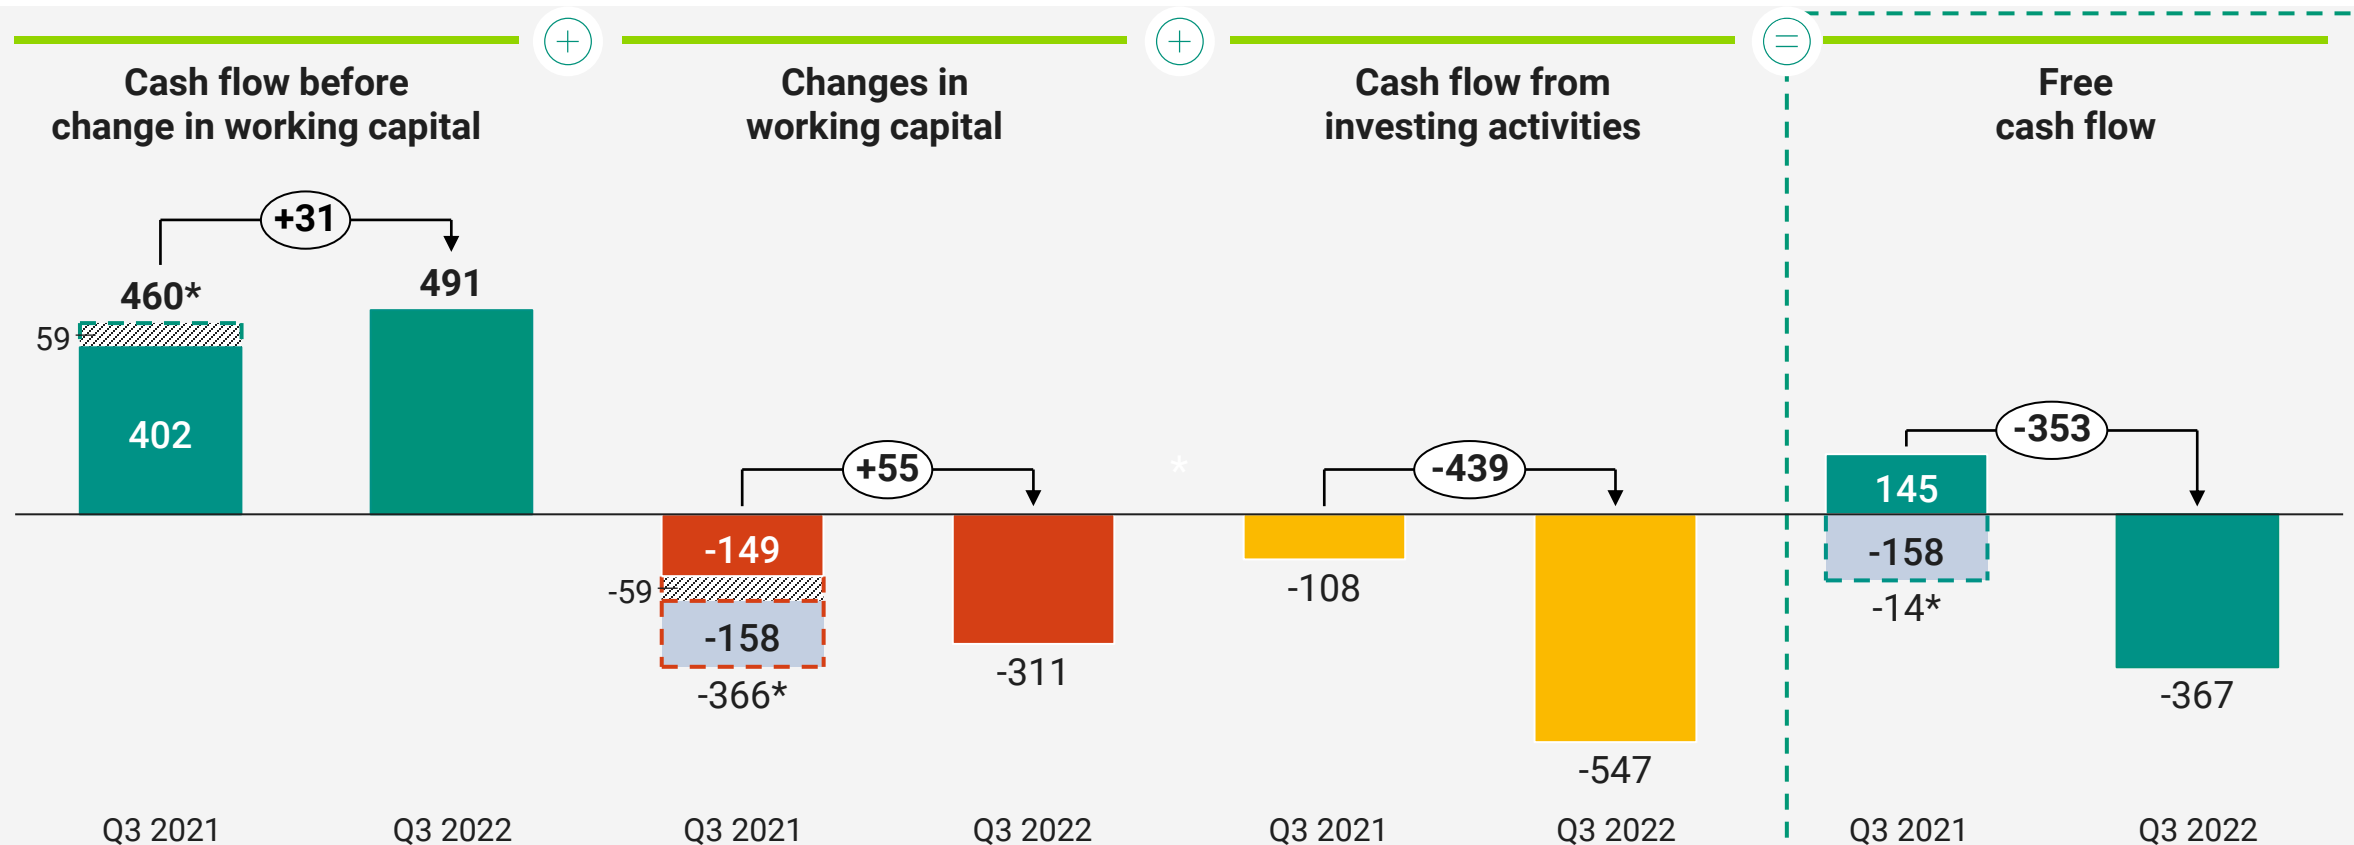 Cash flow before
change in working capital
+31
460*
491
59
402
Q3 2021
Q3 2022
Changes in
working capital
+55
-149
-59
-158
-366*
-311
Q3 2021
Q3 2022
*
Cash flow from
investing activities
-439
-108
-547
Q3 2021
Q3 2022
Free
cash flow
-353
145
-158
-14*
-367
Q3 2021
Q3 2022